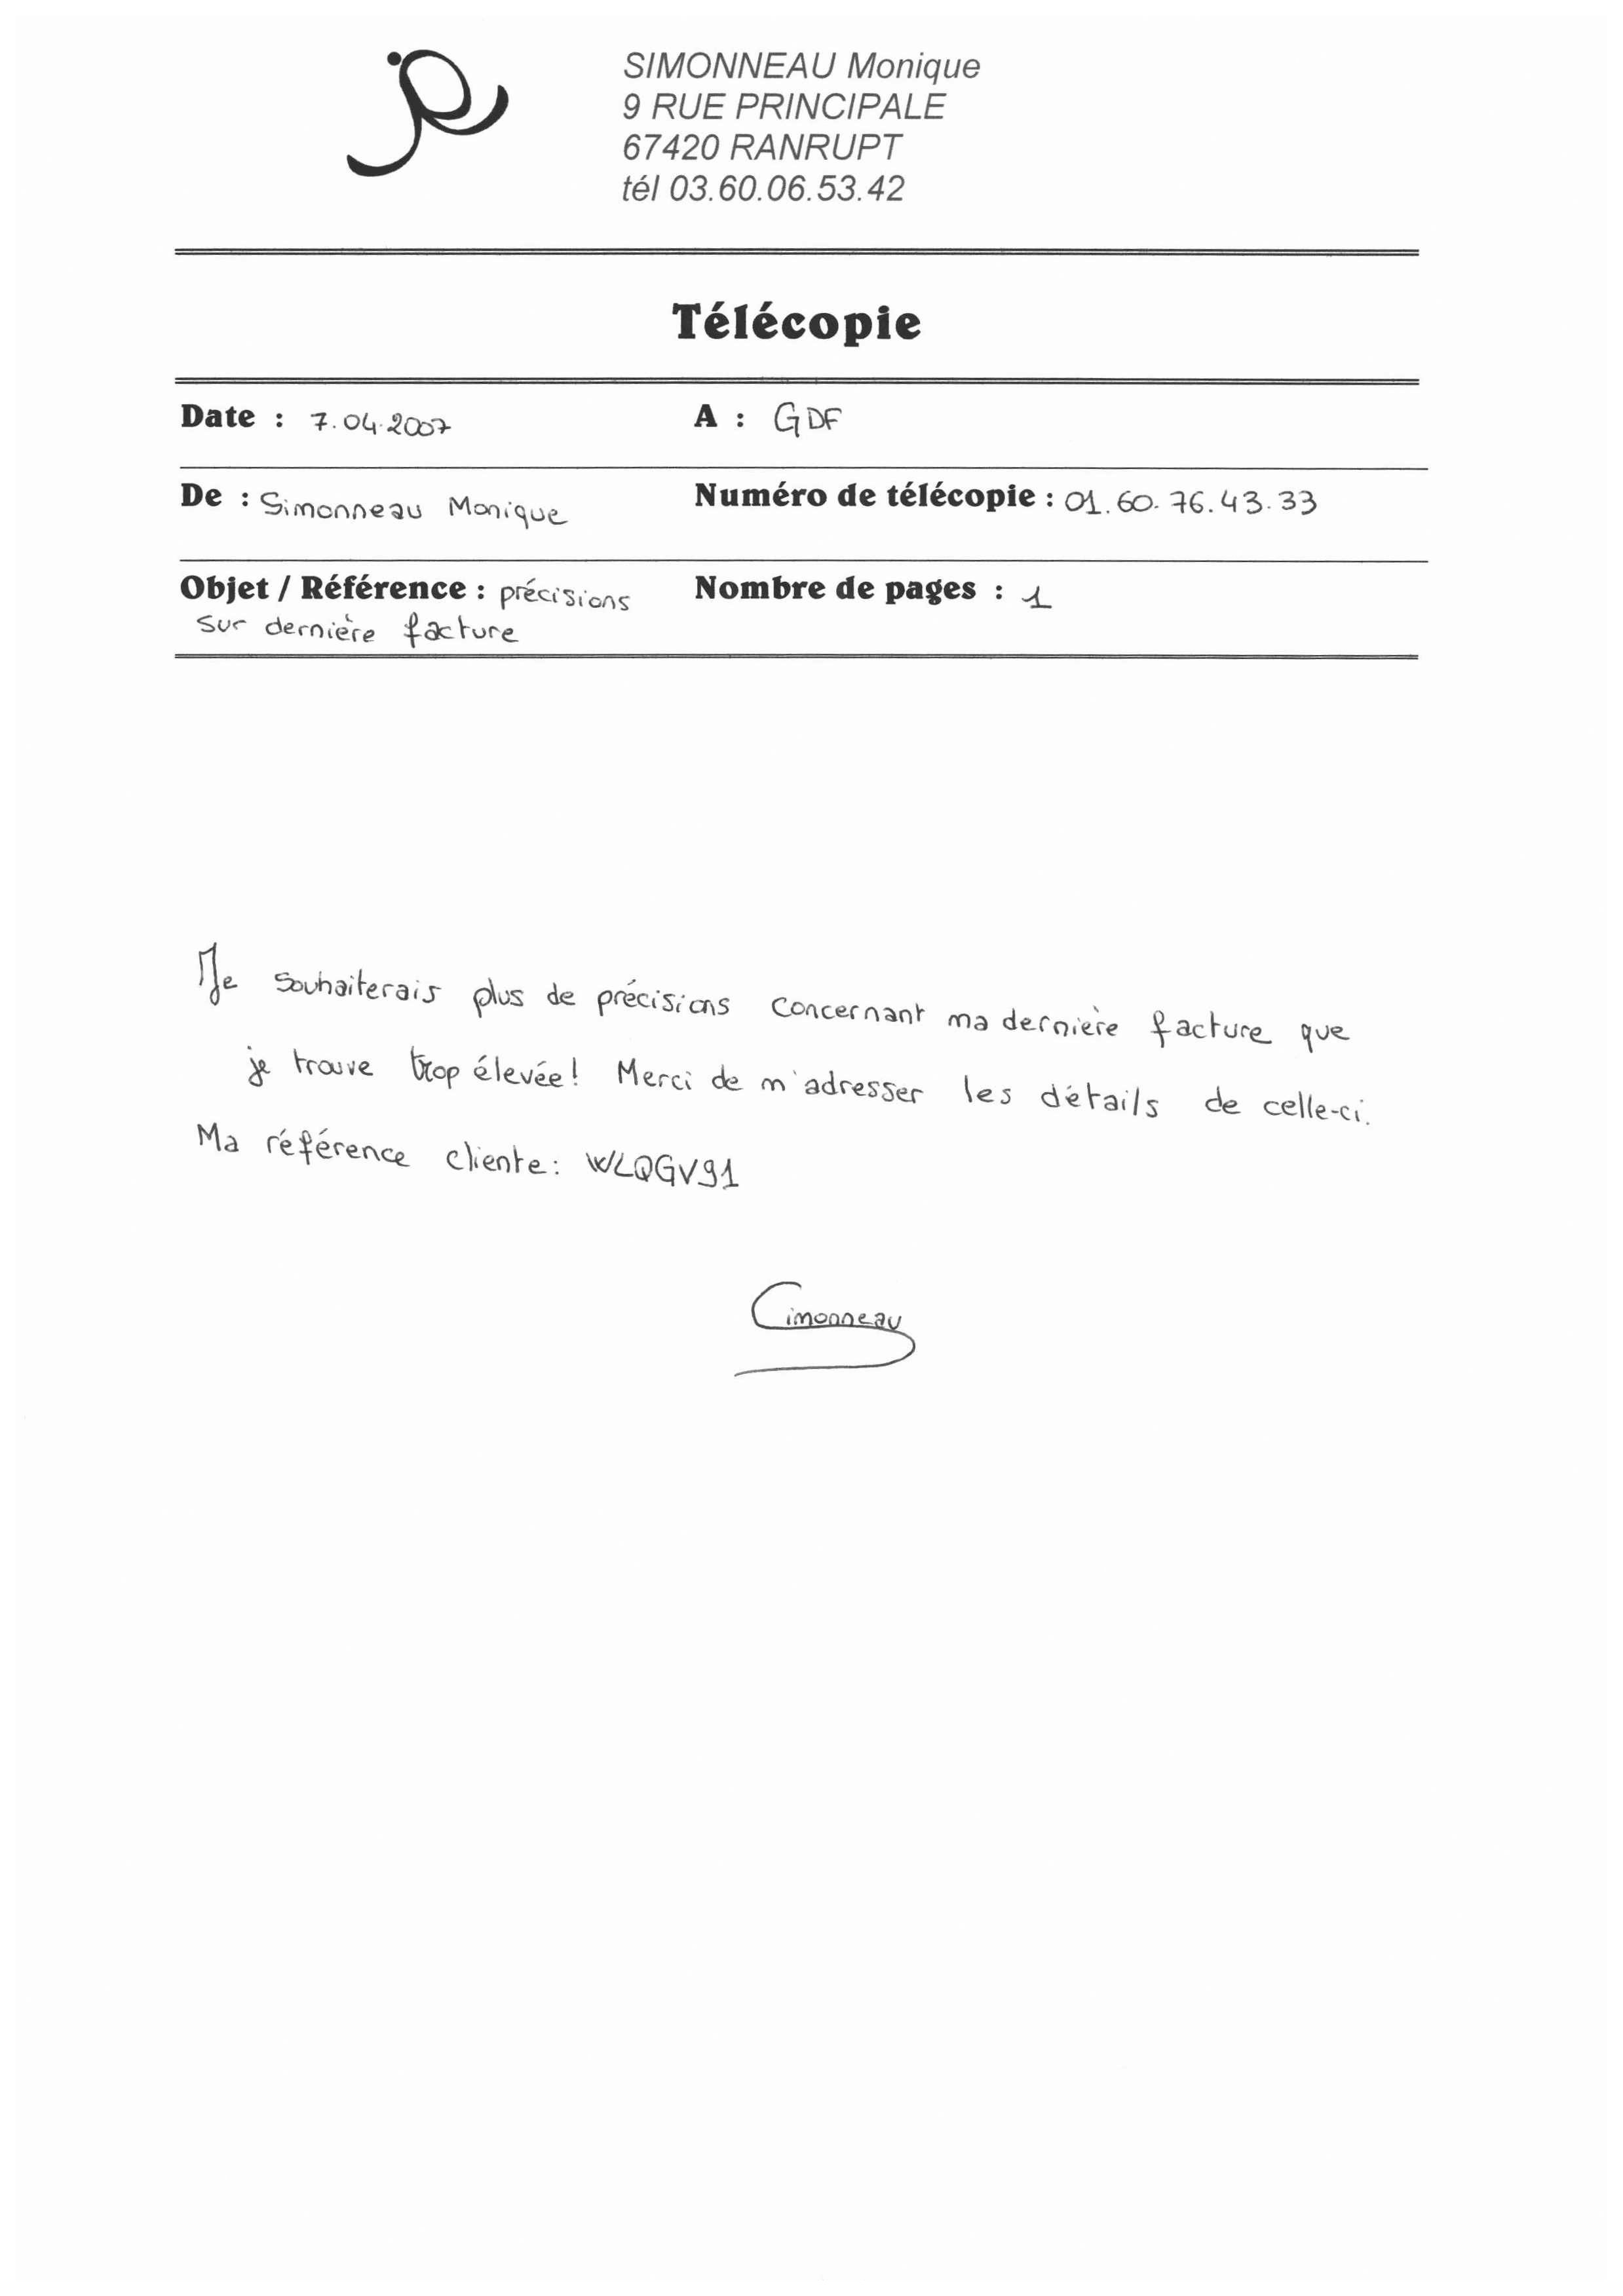 SIMONNEAU Monique
9 RUE PRINCIPALE
67420 RANRUPT
tél 03.60.06.53.42
Télécopie
Date : 7.04.2007 A : GDF
De : Simonneau Monique Numéro de télécopie : 01.60.76.43.33
Objet / Référence : précisions Nombre de pages : 1
sur dernière facture
Je souhaiterais plus de précisions concernant ma dernière facture que
je trouve trop élevée! Merci de m'adresser les détails de celle-ci.
Ma référence cliente: WLQGV91
Simonneau